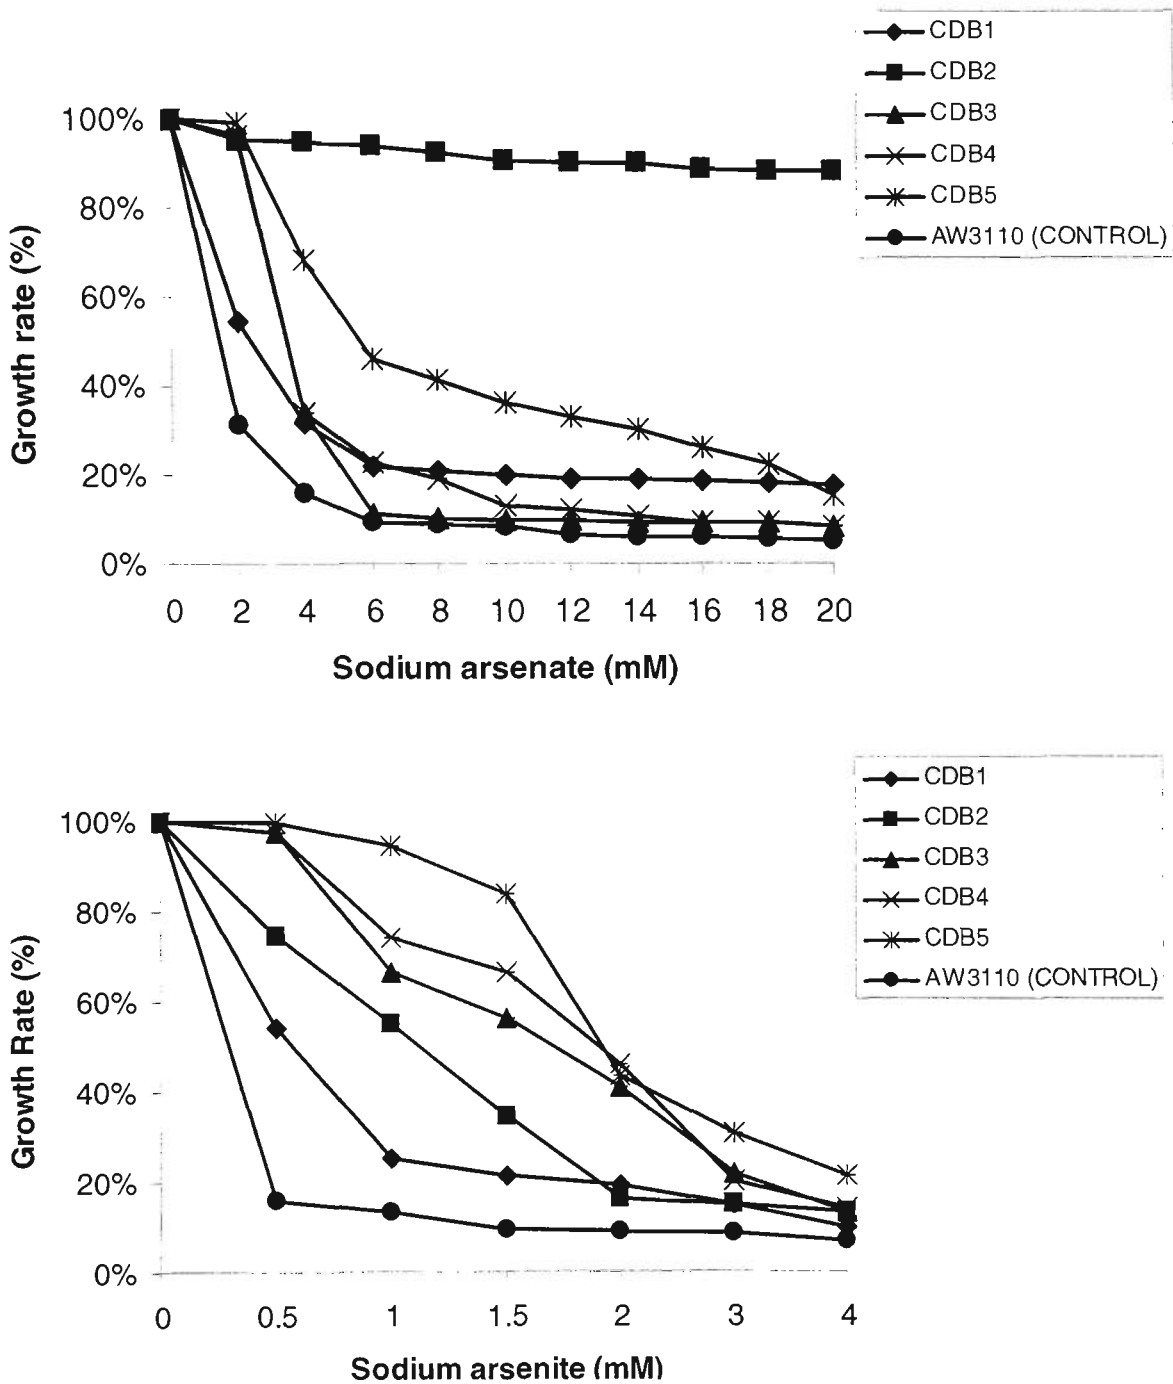 CDB1
CDB2
CDB3
CDB4
CDB5
AW3110 (CONTROL)
100%
80%
60%
40%
20%
0%
Growth rate (%)
0 2 4 6 8 10 12 14 16 18 20
Sodium arsenate (mM)
CDB1
CDB2
CDB3
CDB4
CDB5
AW3110 (CONTROL)
100%
80%
60%
40%
20%
0%
Growth Rate (%)
0 0.5 1 1.5 2 3 4
Sodium arsenite (mM)